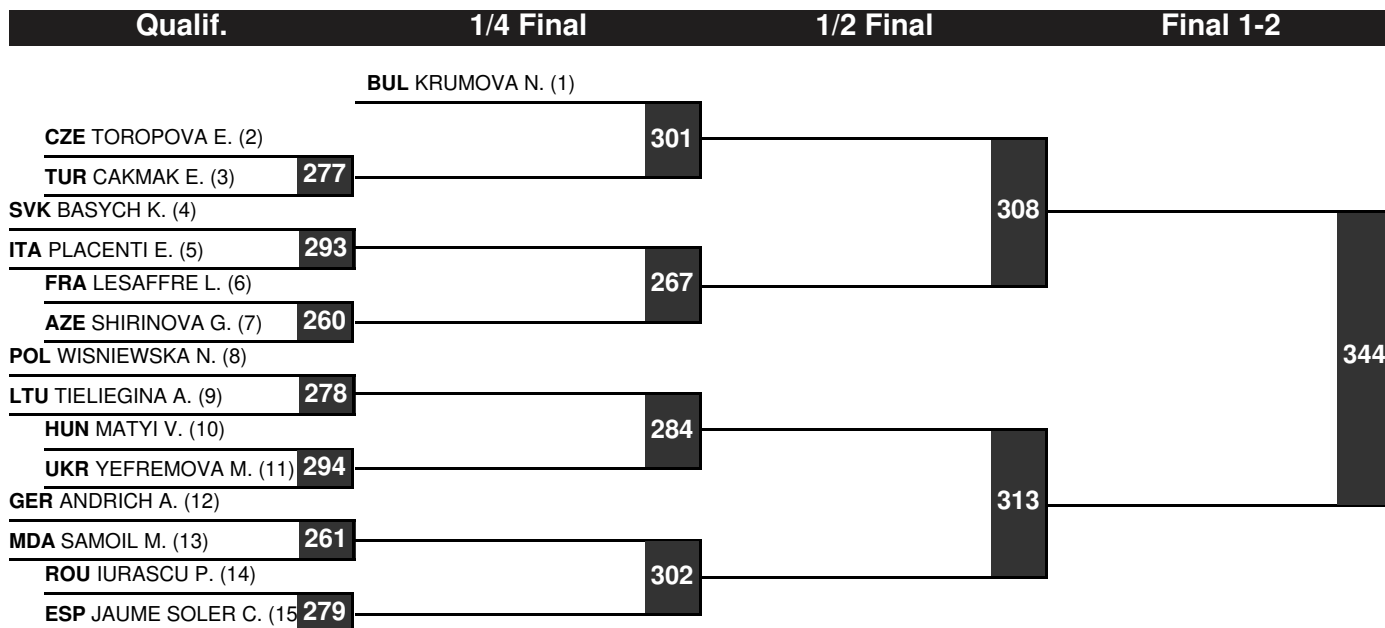 Qualif. 1/4 Final 1/2 Final Final 1-2
BUL KRUMOVA N. (1)
301
CZE TOROPOVA E. (2)
TUR CAKMAK E. (3) 277
308
SVK BASYCH K. (4)
ITA PLACENTI E. (5) 293
267
FRA LESAFFRE L. (6)
AZE SHIRINOVA G. (7) 260
344
POL WISNIEWSKA N. (8)
LTU TIELIEGINA A. (9) 278
284
HUN MATYI V. (10)
UKR YEFREMOVA M. (11) 294
313
GER ANDRICH A. (12)
MDA SAMOIL M. (13) 261
302
ROU IURASCU P. (14)
ESP JAUME SOLER C. (15 279